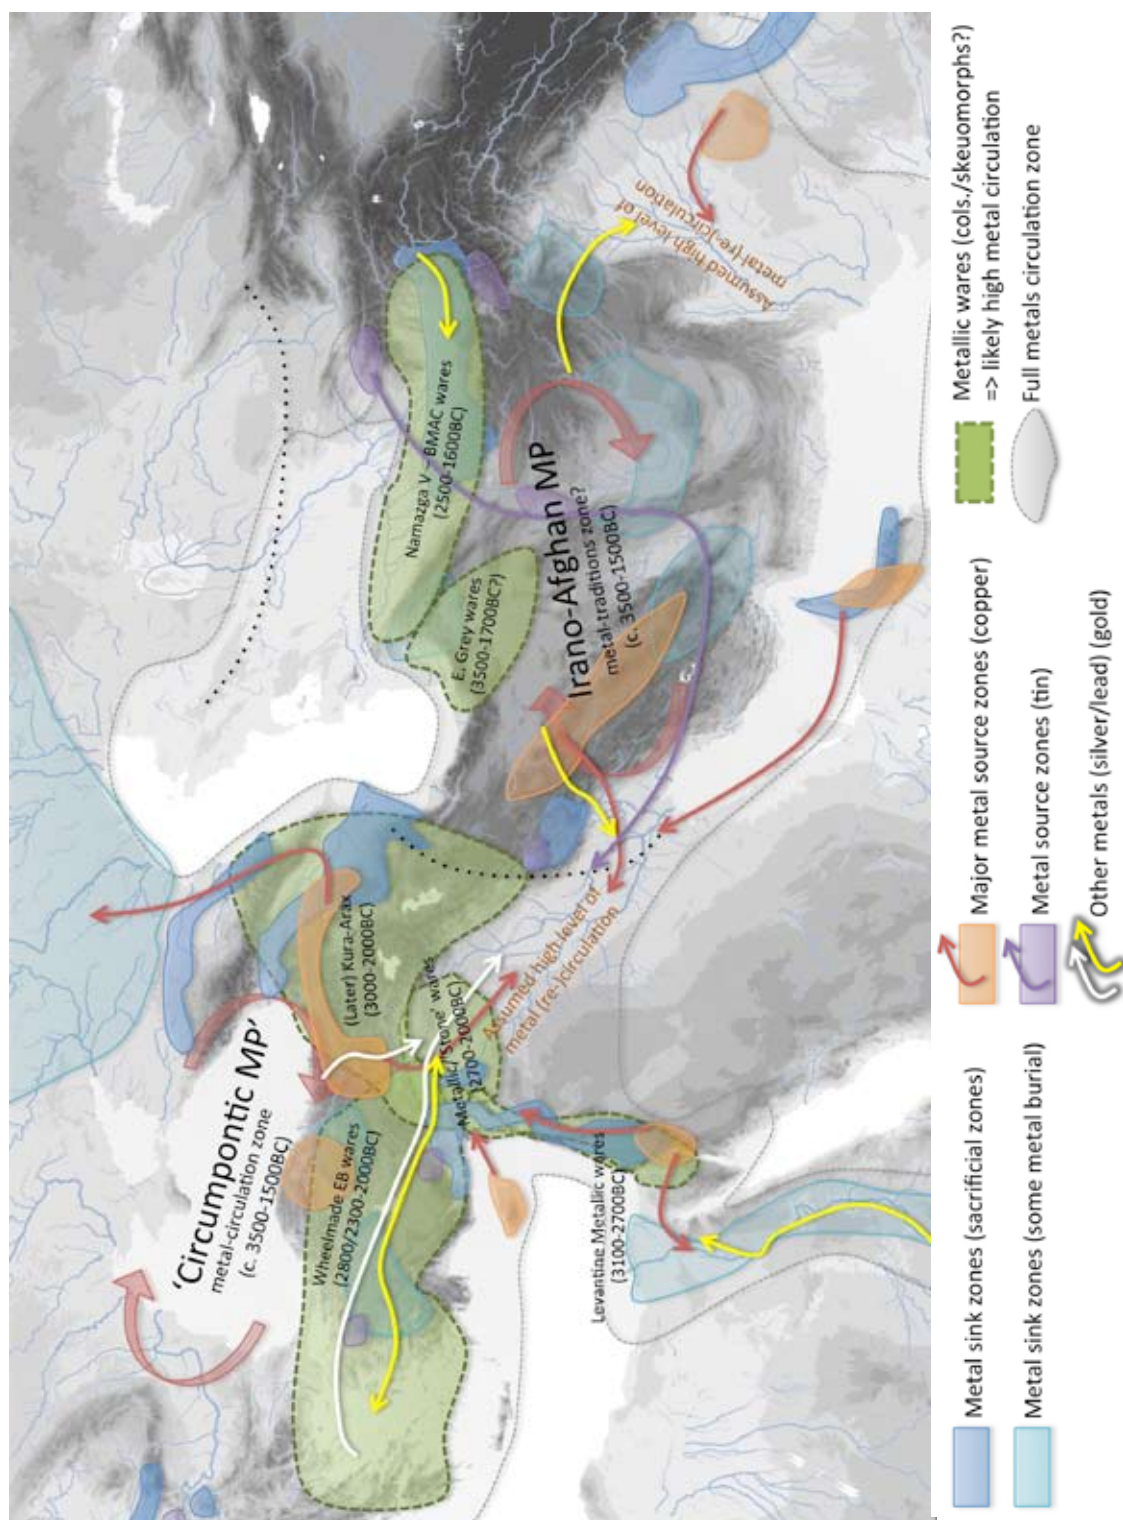 'Circumpontic MP'
metal-circulation zone
(c. 3500-1500BC)
Wheelmade EB wares
(2800/2300-2000BC)
(Later) Kura-Arax
(3000-2000BC)
Metallic/'Stone' wares
(2700-2000BC)
Levantine Metallic wares
(3100-2700BC)
Assumed high level of
metal (re-)circulation
E. Grey wares
(3500-1700BC?)
Namazga V – BMAC wares
(2500-1600BC)
Irano-Afghan MP
metal-traditions zone?
(c. 3500-1500BC)
Assumed high level of
metal (re-)circulation
Metal sink zones (sacrificial zones)
Metal sink zones (some metal burial)
Major metal source zones (copper)
Metal source zones (tin)
Other metals (silver/lead) (gold)
Metallic wares (cols./skeuomorphs?)
=> likely high metal circulation
Full metals circulation zone